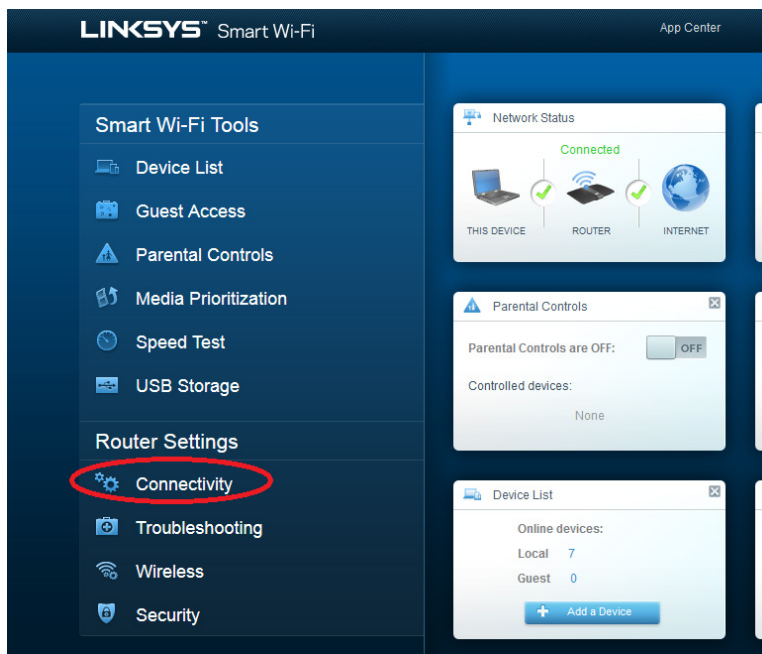 LINKSYS™ Smart Wi-Fi
App Center
Smart Wi-Fi Tools
Device List
Guest Access
Parental Controls
Media Prioritization
Speed Test
USB Storage
Router Settings
Connectivity
Troubleshooting
Wireless
Security
Network Status
Connected
THIS DEVICE ROUTER INTERNET
Parental Controls
Parental Controls are OFF: OFF
Controlled devices:
None
Device List
Online devices:
Local 7
Guest 0
Add a Device